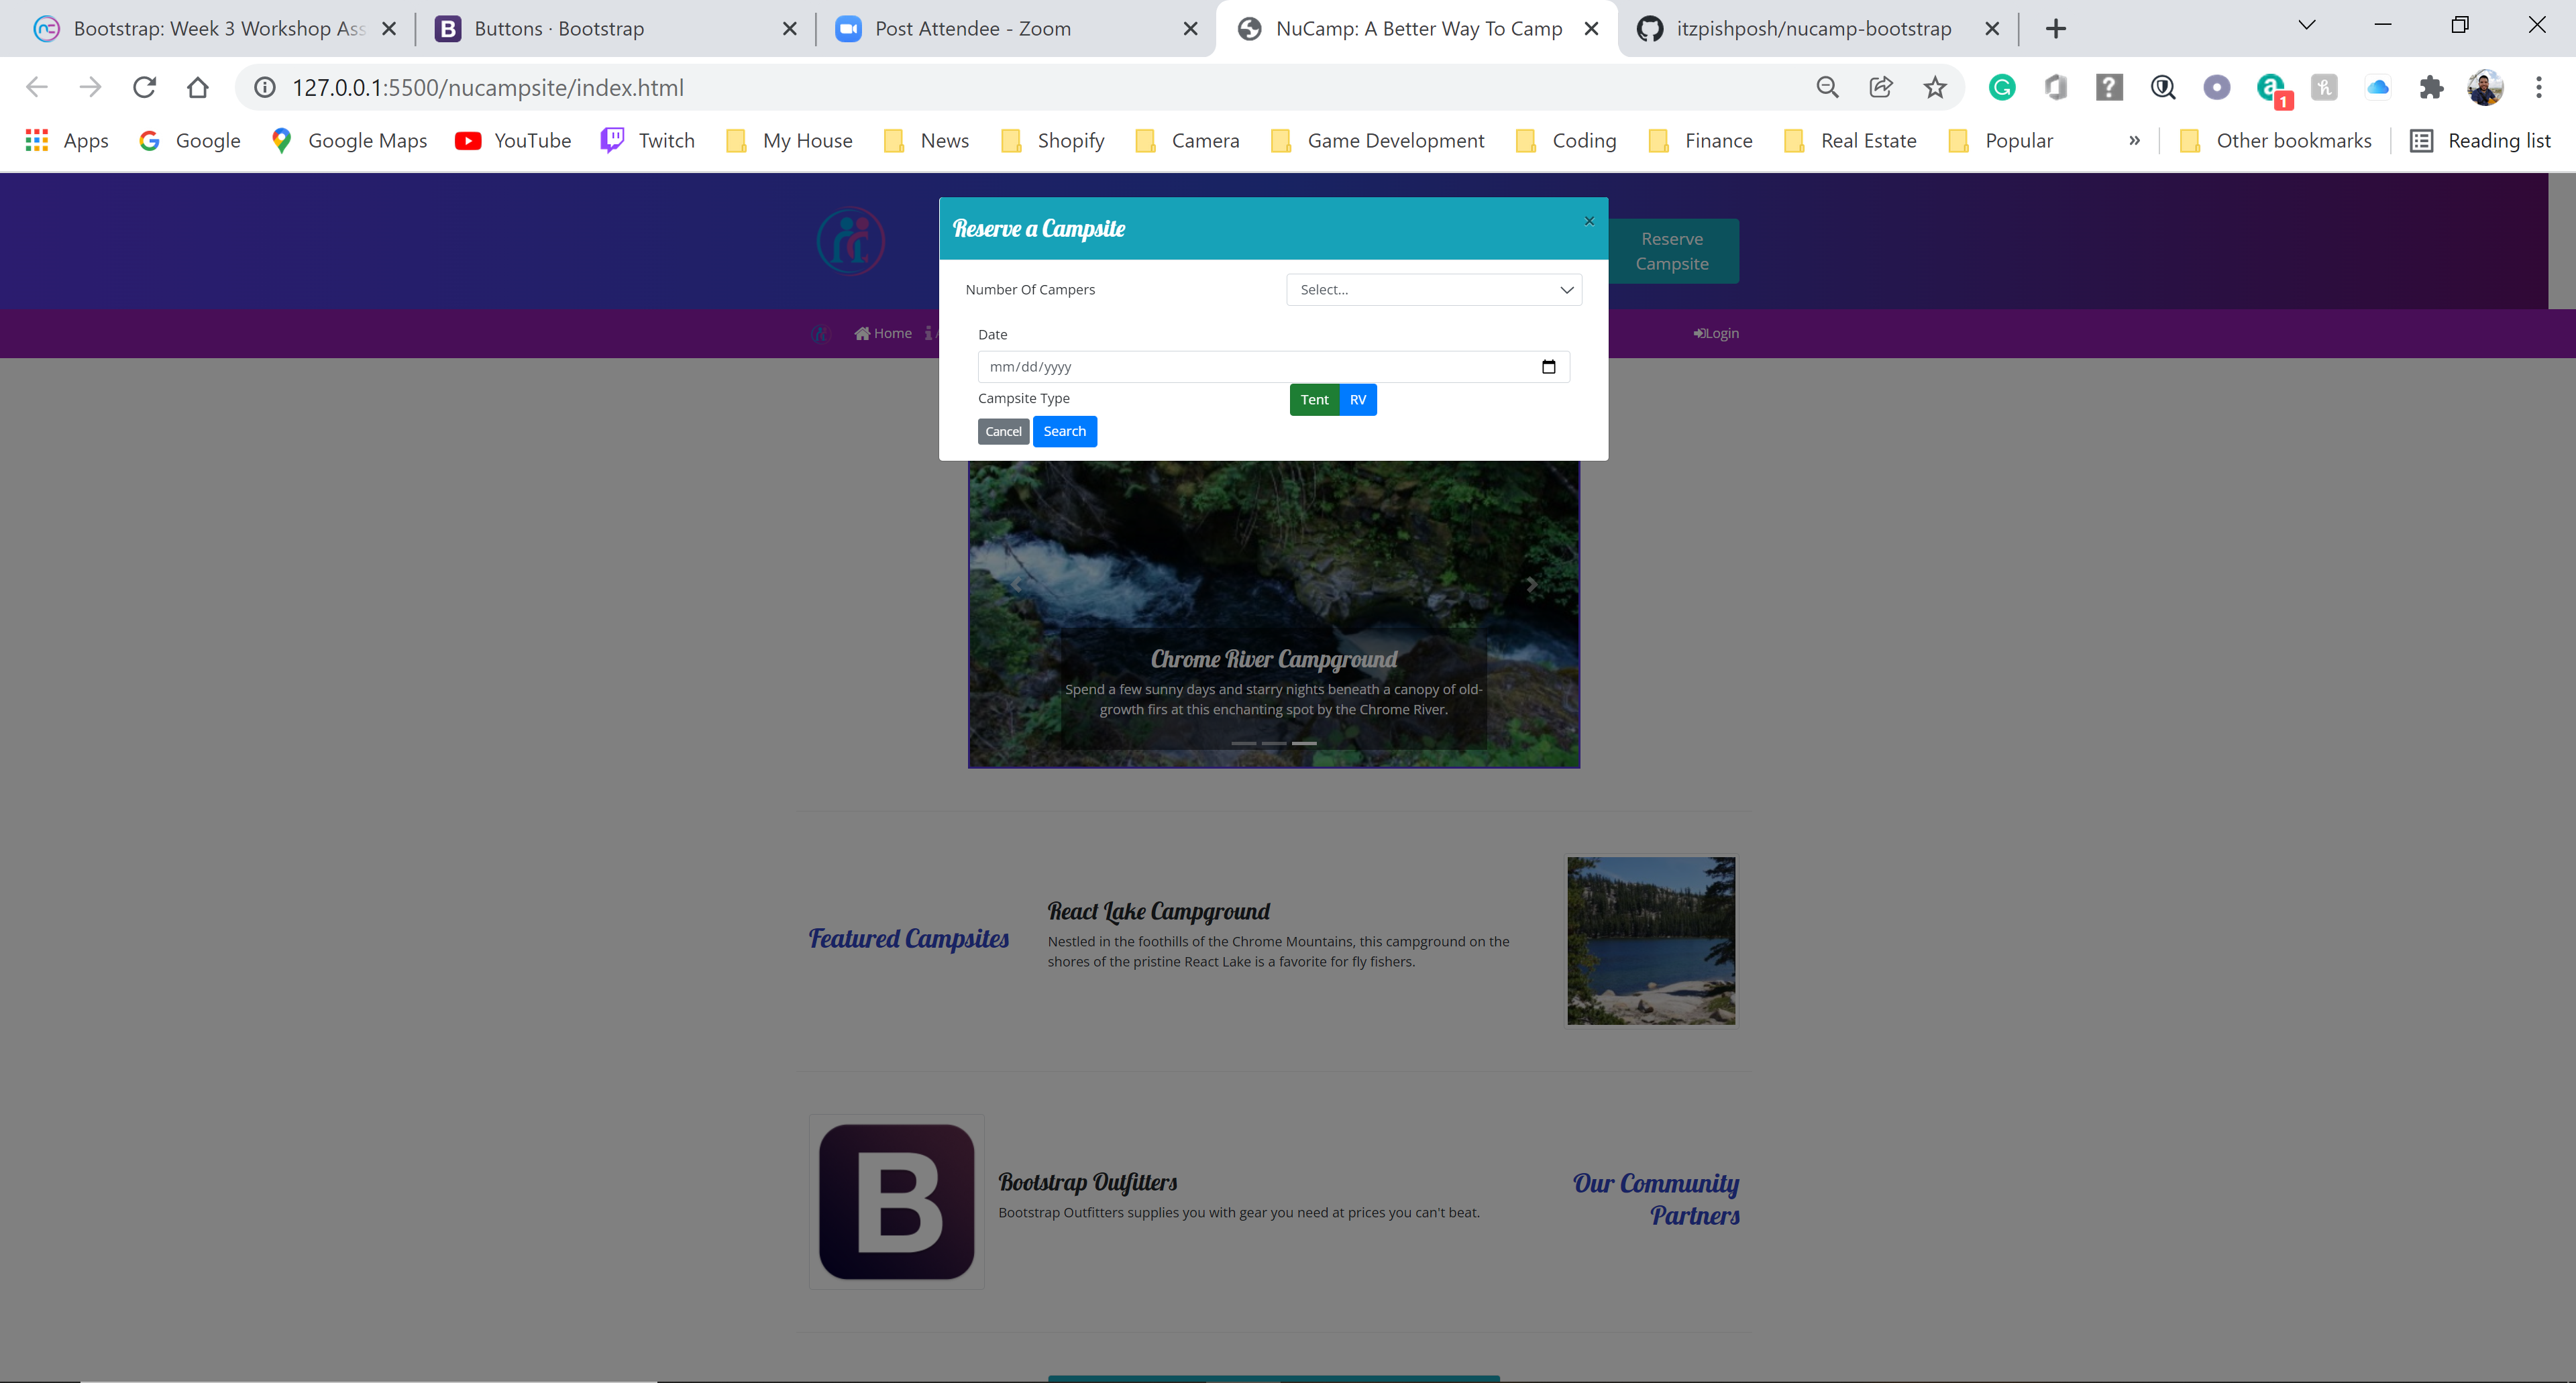 Bootstrap: Week 3 Workshop Ass
Buttons · Bootstrap
Post Attendee - Zoom
NuCamp: A Better Way To Camp
itzpishposh/nucamp-bootstrap
127.0.0.1:5500/nucampsite/index.html
1
Apps
Google
Google Maps
YouTube
Twitch
My House
News
Shopify
Camera
Game Development
Coding
Finance
Real Estate
Popular
»
Other bookmarks
Reading list
Reserve a Campsite
×
Reserve
Campsite
Number Of Campers
Select...
Home
Login
Date
mm/dd/yyyy
Campsite Type
Tent
RV
Cancel
Search
Chrome River Campground
Spend a few sunny days and starry nights beneath a canopy of old-
growth firs at this enchanting spot by the Chrome River.
Featured Campsites
React Lake Campground
Nestled in the foothills of the Chrome Mountains, this campground on the
shores of the pristine React Lake is a favorite for fly fishers.
B
Bootstrap Outfitters
Bootstrap Outfitters supplies you with gear you need at prices you can't beat.
Our Community
Partners